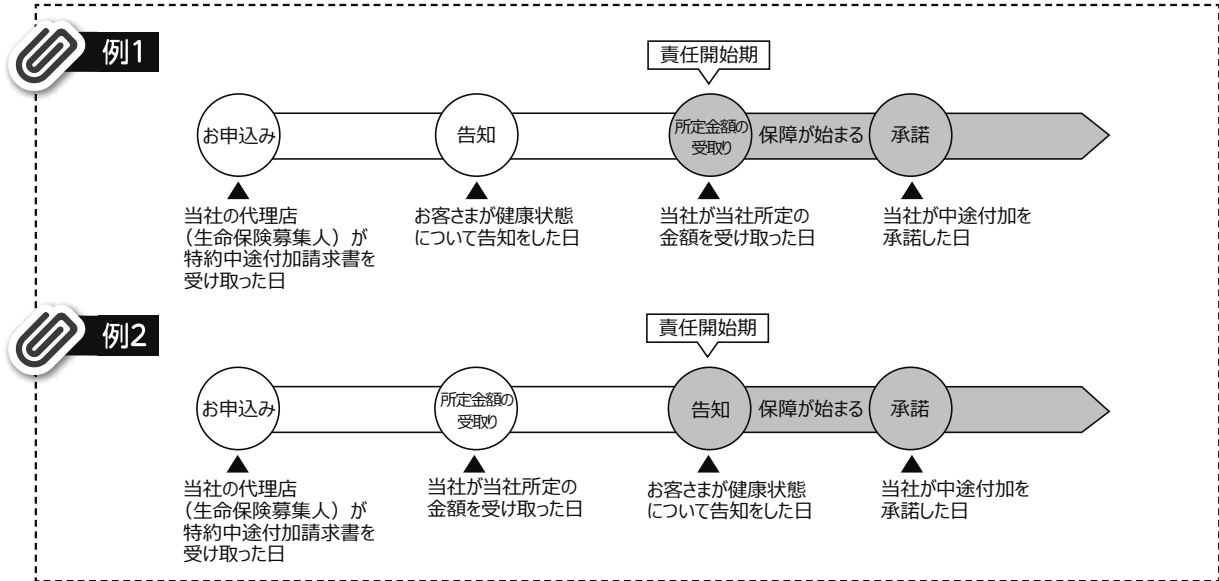 例1
責任開始期
お申込み
告知
所定金額の
受取り
保障が始まる
承諾
当社の代理店
（生命保険募集人）が
特約中途付加請求書を
受け取った日
お客さまが健康状態
について告知をした日
当社が当社所定の
金額を受け取った日
当社が中途付加を
承諾した日
例2
責任開始期
お申込み
所定金額の
受取り
告知
保障が始まる
承諾
当社の代理店
（生命保険募集人）が
特約中途付加請求書を
受け取った日
当社が当社所定の
金額を受け取った日
お客さまが健康状態
について告知をした日
当社が中途付加を
承諾した日